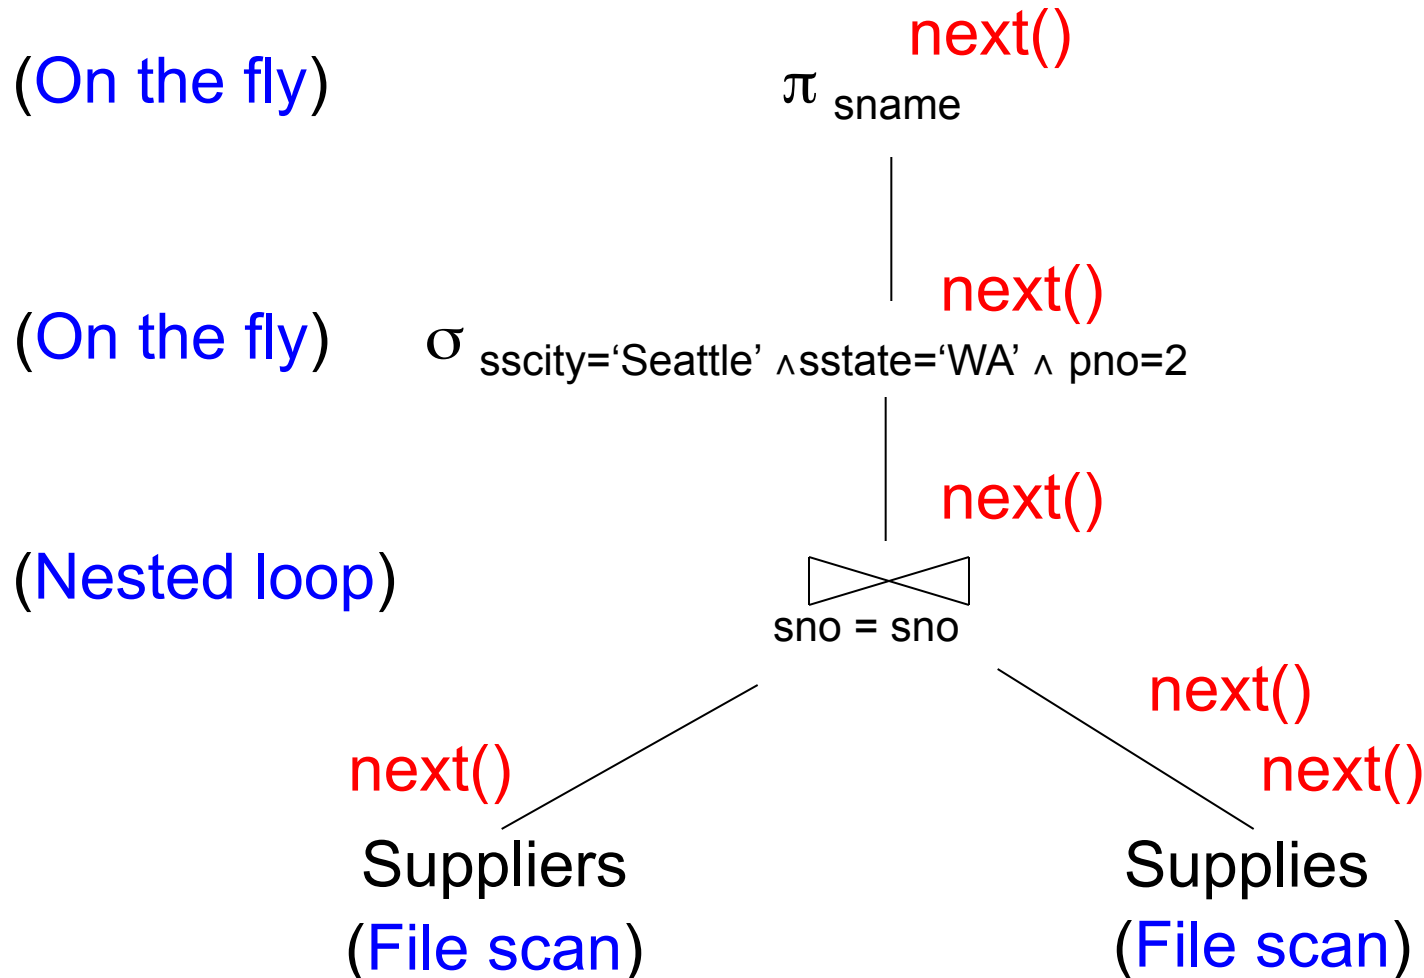 next()
(On the fly)
π sname
next()
(On the fly)
σ sscity=‘Seattle’ ∧sstate=‘WA’ ∧ pno=2
next()
(Nested loop)
sno = sno
next()
next()
next()
Suppliers
Supplies
(File scan)
(File scan)